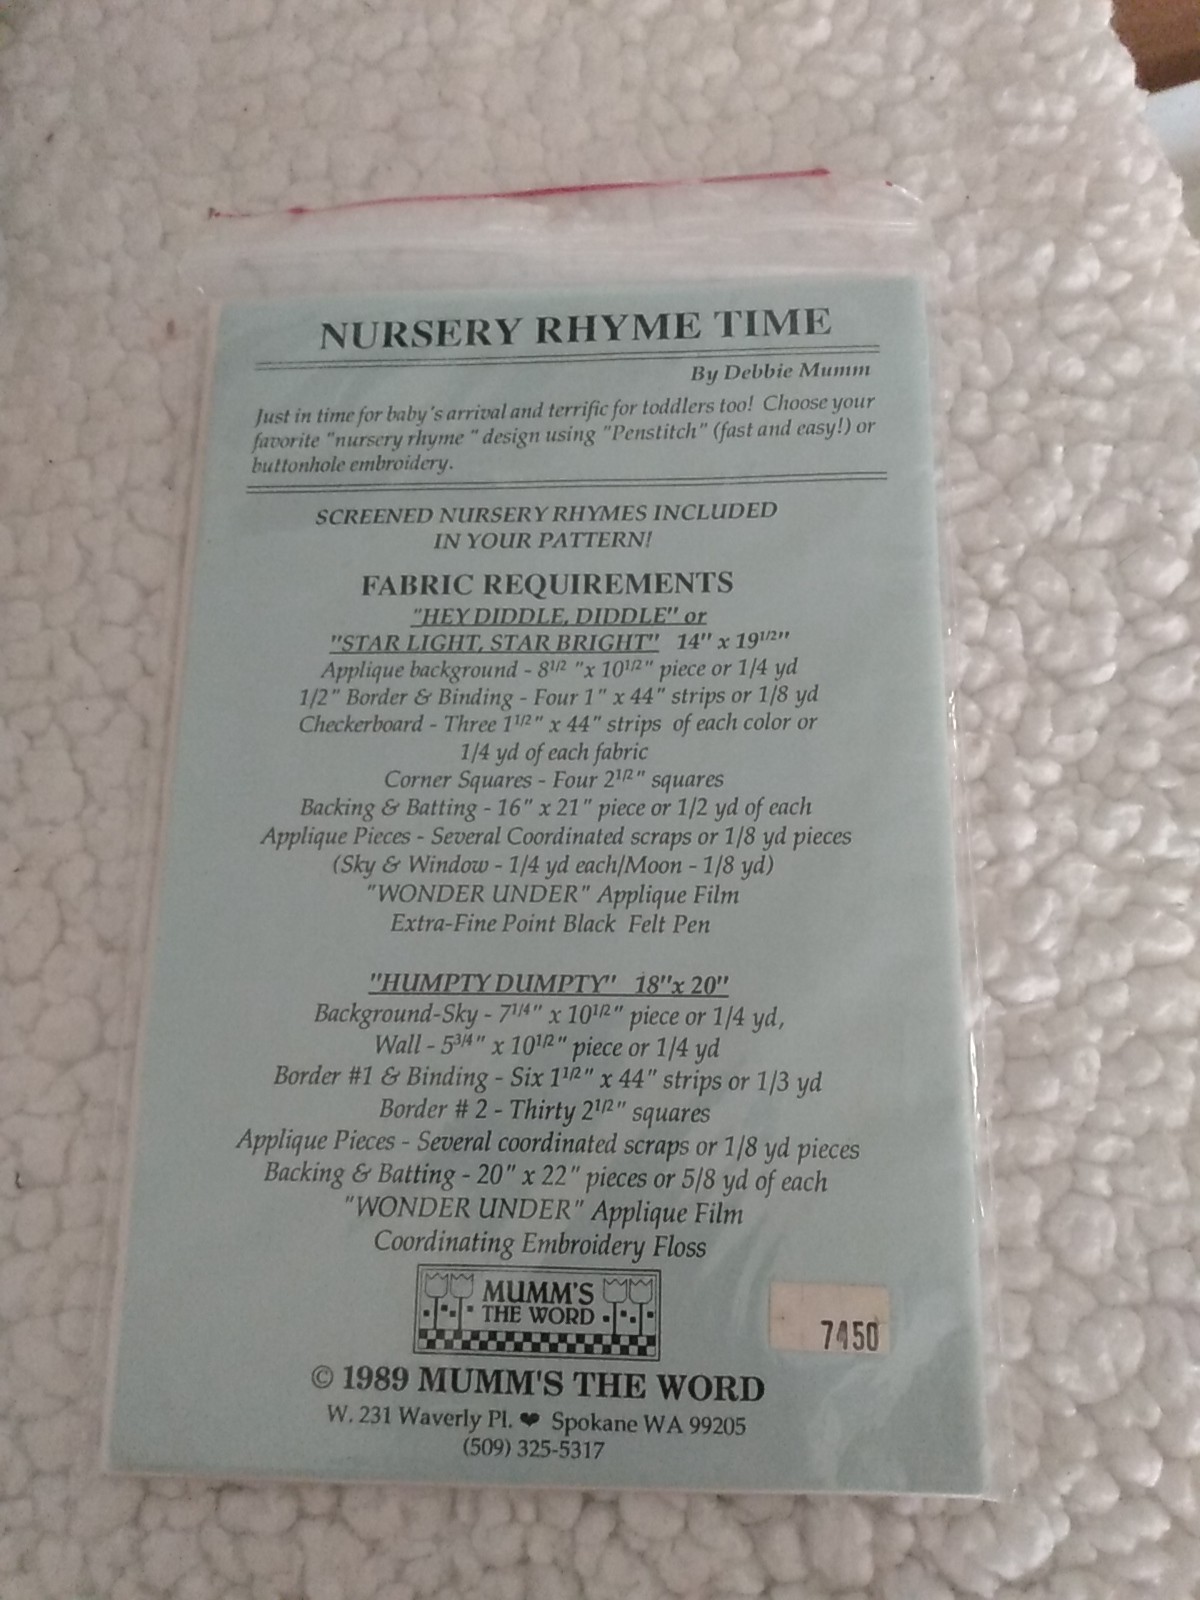 NURSERY RHYME TIME
By Debbie Mumm
Just in time for baby's arrival and terrific for toddlers too! Choose your
favorite "nursery rhyme " design using "Penstitch" (fast and easy!) or
buttonhole embroidery.
SCREENED NURSERY RHYMES INCLUDED
IN YOUR PATTERN!
FABRIC REQUIREMENTS
"HEY DIDDLE, DIDDLE" or
"STAR LIGHT, STAR BRIGHT" 14" x 19 1/2"
Applique background - 8 1/2 "x 10 1/2" piece or 1/4 yd
1/2" Border & Binding - Four 1" x 44" strips or 1/8 yd
Checkerboard - Three 1 1/2" x 44" strips of each color or
1/4 yd of each fabric
Corner Squares - Four 2 1/2" squares
Backing & Batting - 16" x 21" piece or 1/2 yd of each
Applique Pieces - Several Coordinated scraps or 1/8 yd pieces
(Sky & Window - 1/4 yd each/Moon - 1/8 yd)
"WONDER UNDER" Applique Film
Extra-Fine Point Black Felt Pen
"HUMPTY DUMPTY" 18"x 20"
Background-Sky - 7 1/4" x 10 1/2" piece or 1/4 yd,
Wall - 5 3/4" x 10 1/2" piece or 1/4 yd
Border #1 & Binding - Six 1 1/2" x 44" strips or 1/3 yd
Border # 2 - Thirty 2 1/2" squares
Applique Pieces - Several coordinated scraps or 1/8 yd pieces
Backing & Batting - 20" x 22" pieces or 5/8 yd of each
"WONDER UNDER" Applique Film
Coordinating Embroidery Floss
MUMM'S
THE WORD
7450
© 1989 MUMM'S THE WORD
W. 231 Waverly Pl. ❤ Spokane WA 99205
(509) 325-5317